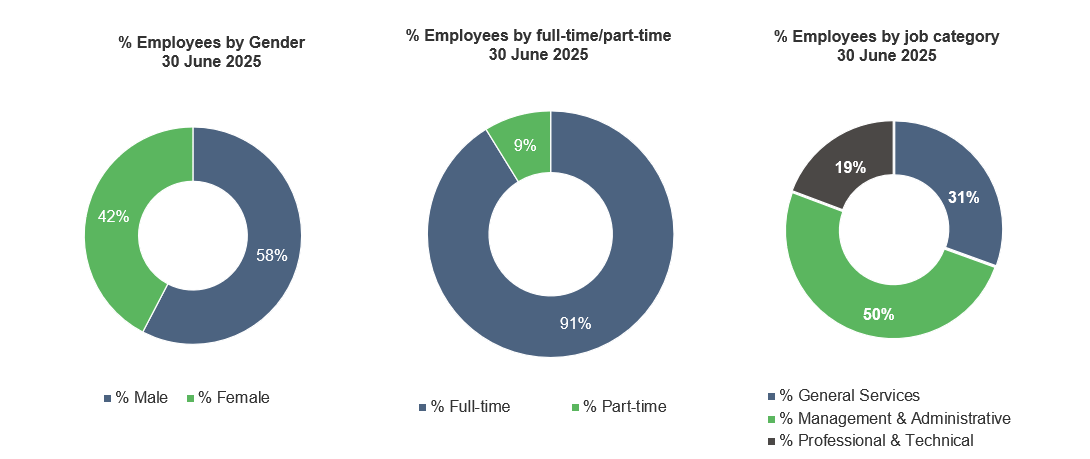 % Employees by Gender
30 June 2025
42%
58%
% Male
% Female
% Employees by full-time/part-time
30 June 2025
9%
91%
% Full-time
% Part-time
% Employees by job category
30 June 2025
19%
31%
50%
% General Services
% Management & Administrative
% Professional & Technical